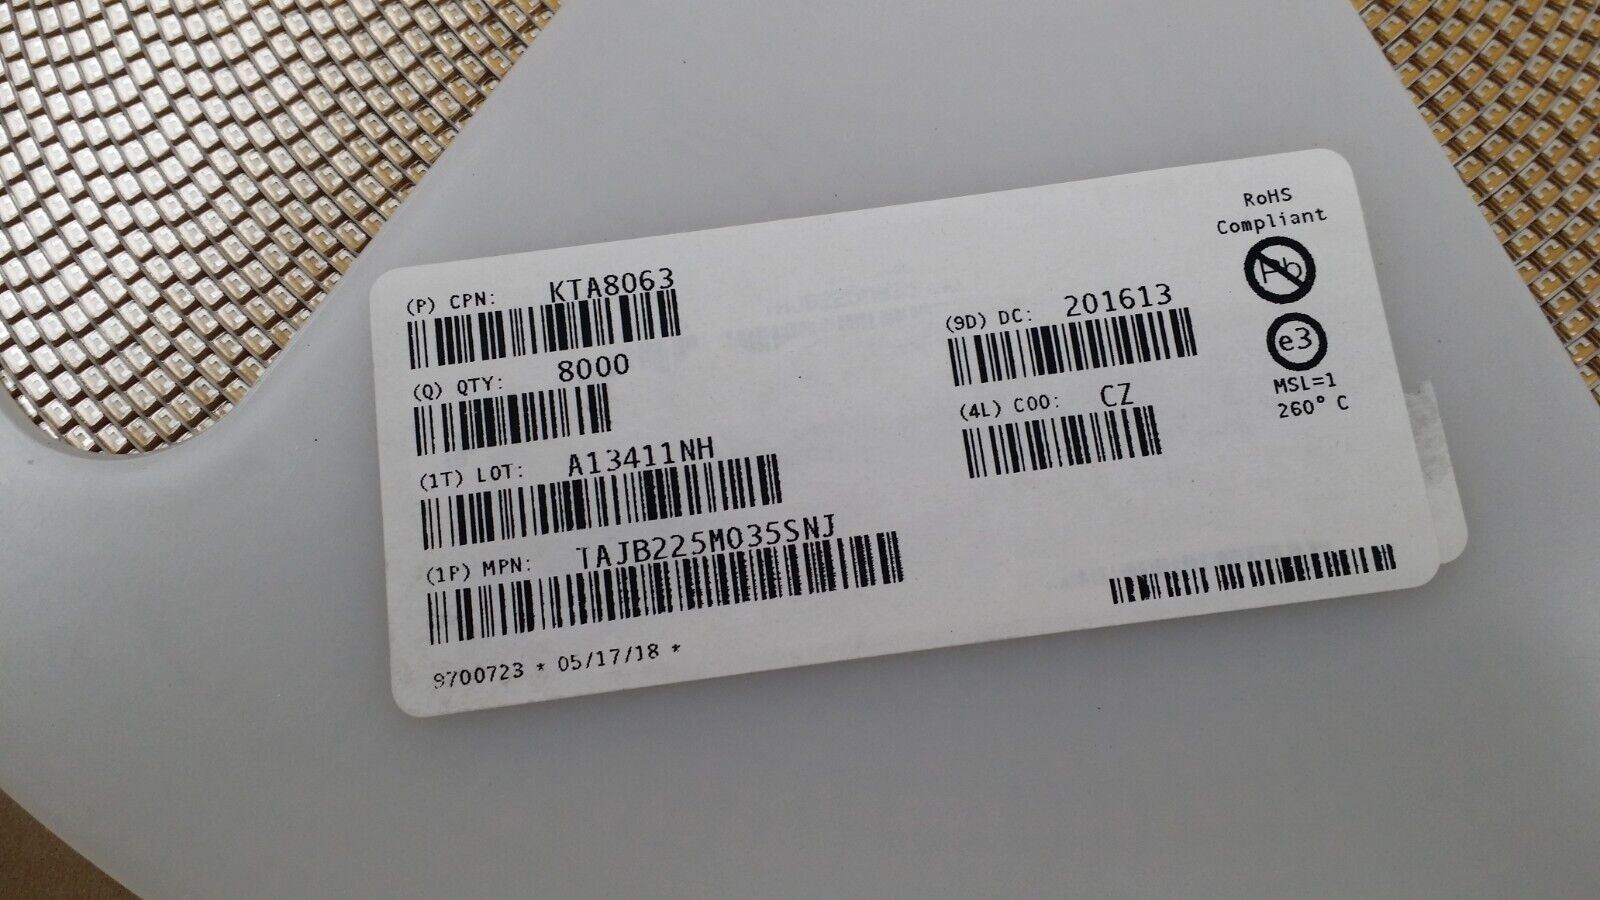 (P) CPN: KTA8063
(Q) QTY: 8000
(1T) LOT: A13411NH
(1P) MPN: TAJB225M035SNJ
9700723 * 05/17/18 *
(9D) DC: 201613
(4L) COO: CZ
RoHS
Compliant
Pb
e3
MSL=1
260° C